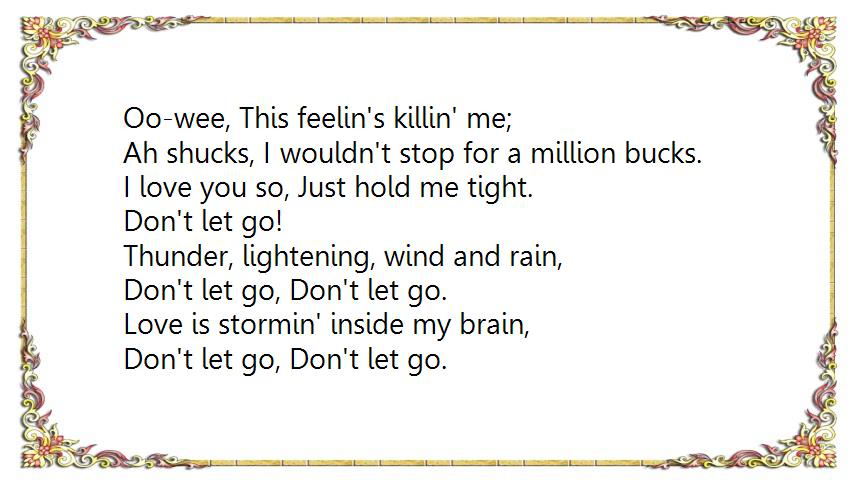 Oo-wee, This feelin's killin' me;
Ah shucks, I wouldn't stop for a million bucks.
I love you so, Just hold me tight.
Don't let go!
Thunder, lightening, wind and rain,
Don't let go, Don't let go.
Love is stormin' inside my brain,
Don't let go, Don't let go.